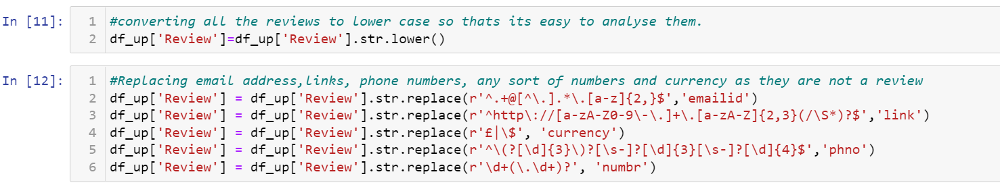 In [11]:
1 #converting all the reviews to lower case so thats its easy to analyse them.
2 df_up['Review']=df_up['Review'].str.lower()
In [12]:
1 #Replacing email address,links, phone numbers, any sort of numbers and currency as they are not a review
2 df_up['Review'] = df_up['Review'].str.replace(r'^.+@[^\.].*\.[a-z]{2,}$','emailid')
3 df_up['Review'] = df_up['Review'].str.replace(r'^http\://[a-zA-Z0-9\-\.]+\.[a-zA-Z]{2,3}(/\S*)?$','link')
4 df_up['Review'] = df_up['Review'].str.replace(r'£|\$', 'currency')
5 df_up['Review'] = df_up['Review'].str.replace(r'^\(?[\d]{3}\)?[\s-]?[\d]{3}[\s-]?[\d]{4}$','phno')
6 df_up['Review'] = df_up['Review'].str.replace(r'\d+(\.\d+)?', 'numbr')